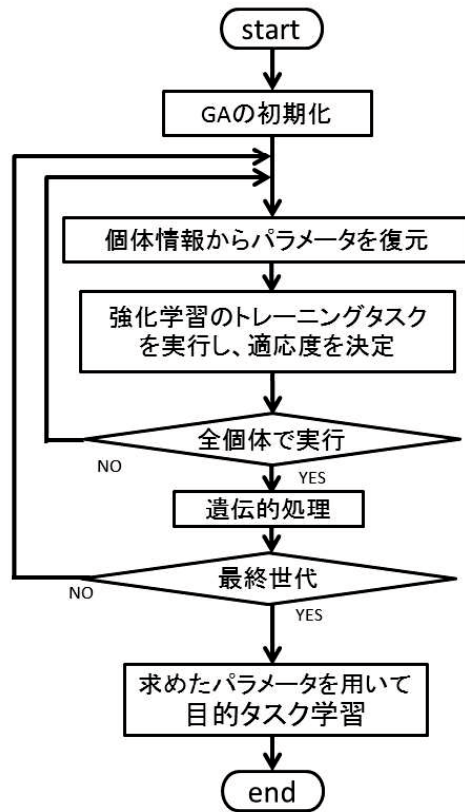 start
GAの初期化
個体情報からパラメータを復元
強化学習のトレーニングタスク
を実行し、適応度を決定
全個体で実行
NO
YES
遺伝的処理
最終世代
NO
YES
求めたパラメータを用いて
目的タスク学習
end